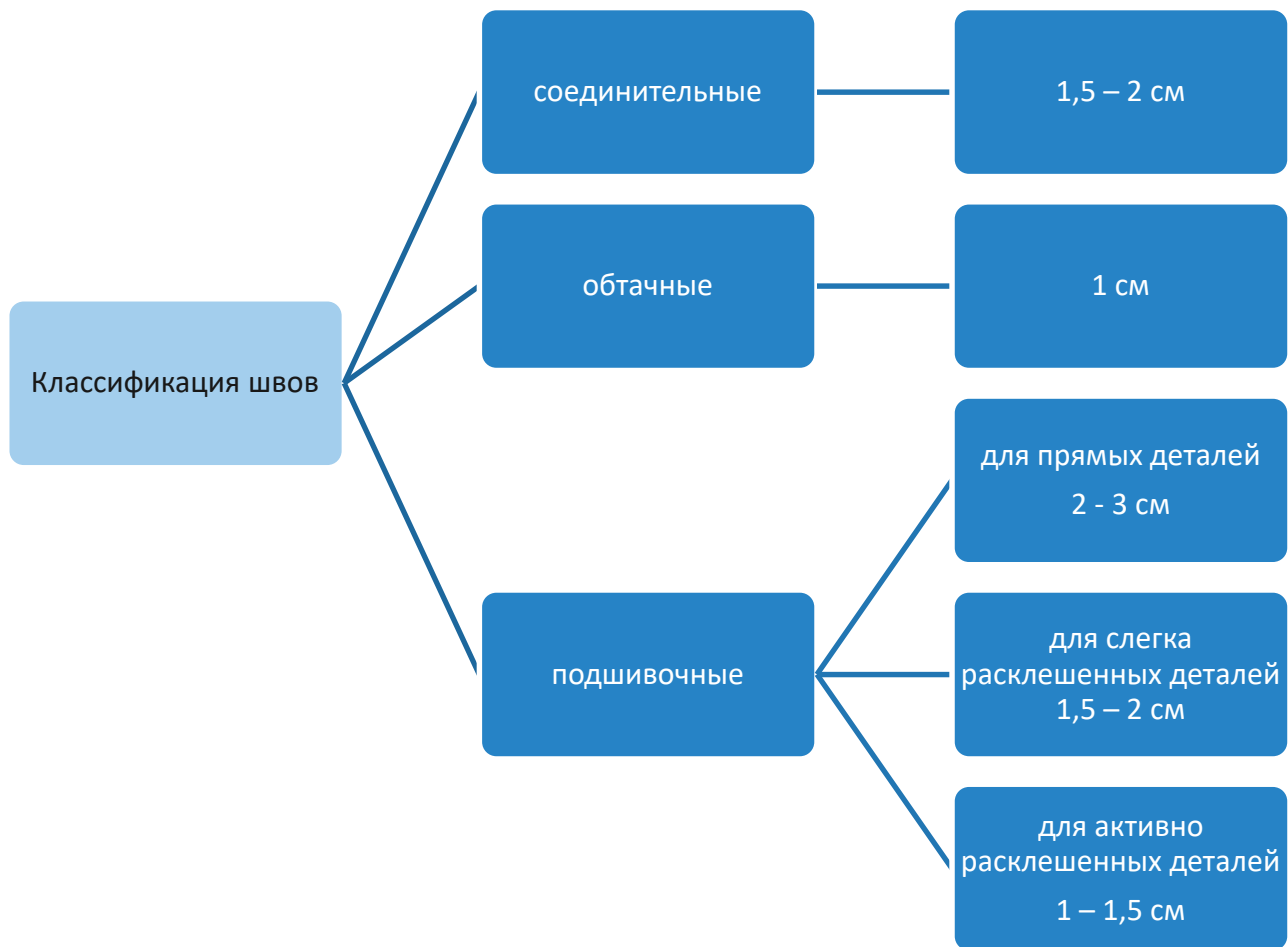 Классификация швов
соединительные
1,5 – 2 см
обтачные
1 см
подшивочные
для прямых деталей
2 - 3 см
для слегка
расклешенных деталей
1,5 – 2 см
для активно
расклешенных деталей
1 – 1,5 см